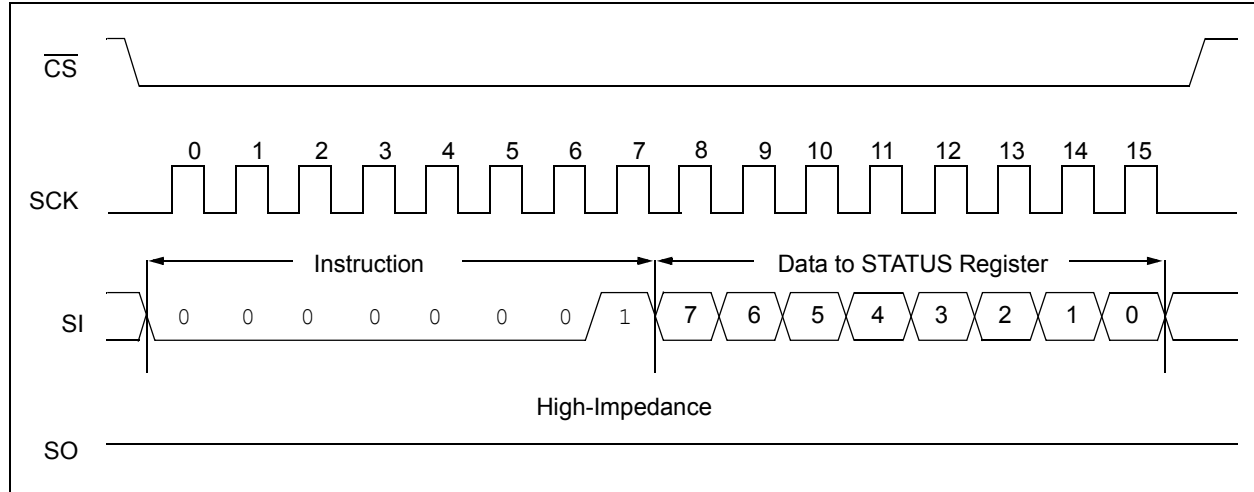 CS
0 1 2 3 4 5 6 7 8 9 10 11 12 13 14 15
SCK
Instruction Data to STATUS Register
SI 0 0 0 0 0 0 0 1 7 6 5 4 3 2 1 0
High-Impedance
SO